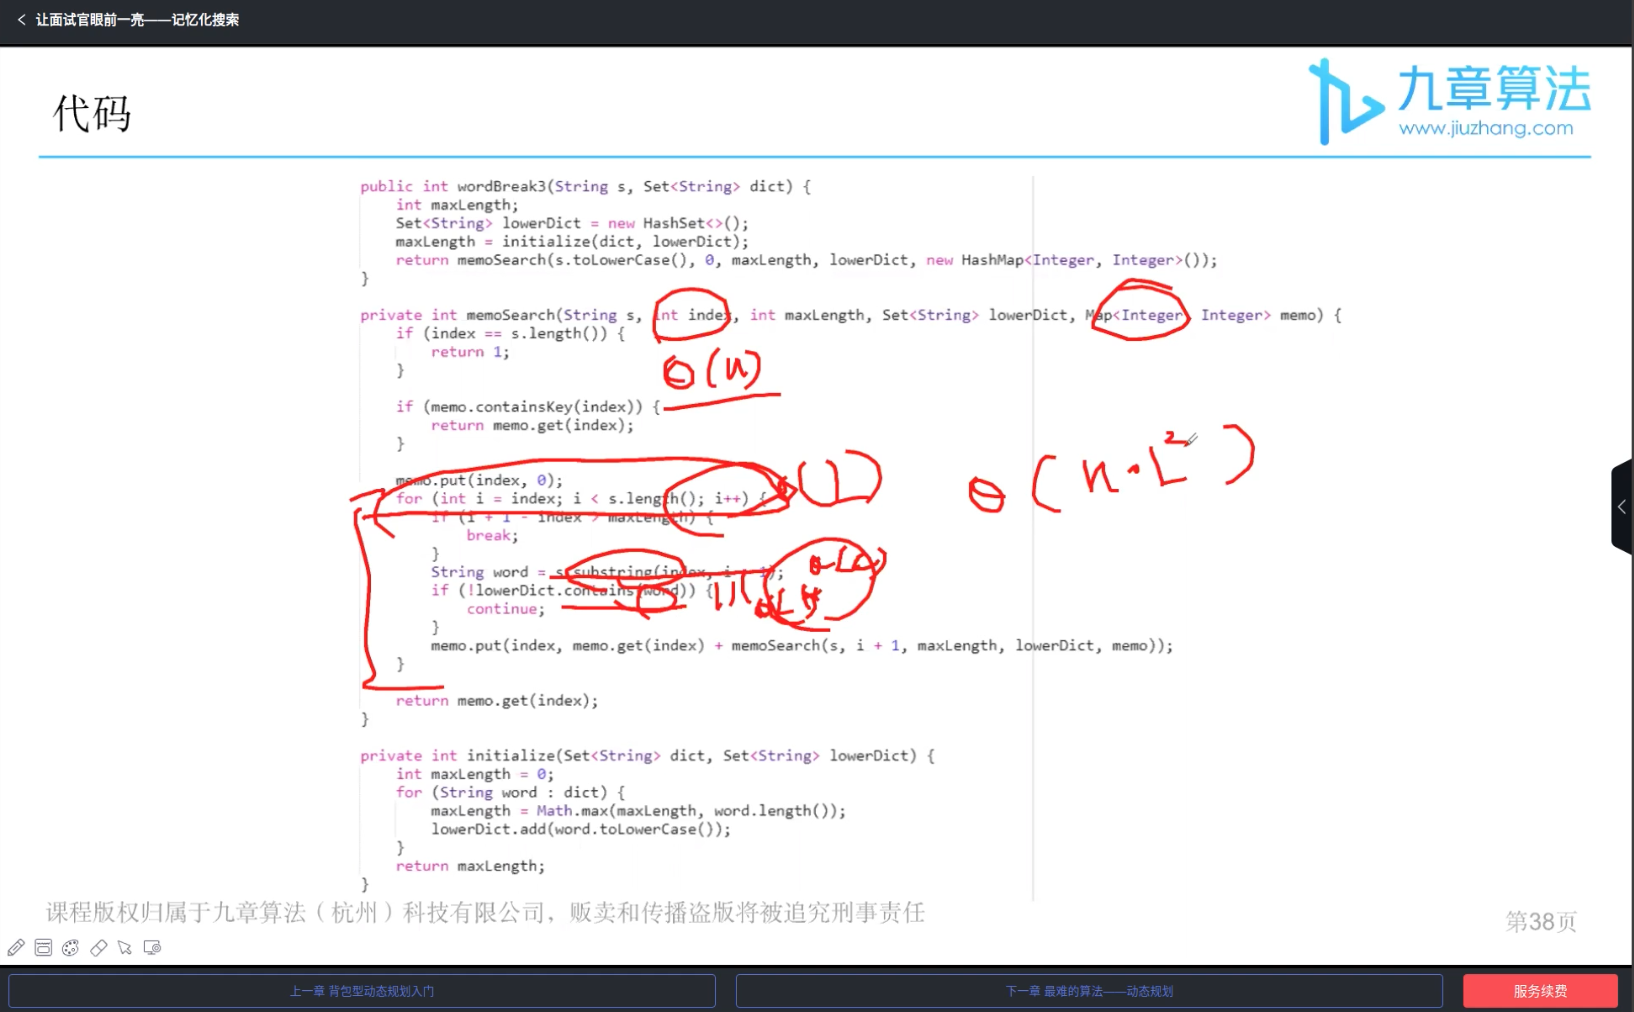 让面试官眼前一亮——记忆化搜索
九章算法
www.jiuzhang.com
代码
public int wordBreak3(String s, Set<String> dict) {
int maxLength;
Set<String> lowerDict = new HashSet<>();
maxLength = initialize(dict, lowerDict);
return memoSearch(s.toLowerCase(), 0, maxLength, lowerDict, new HashMap<Integer, Integer>());
}
private int memoSearch(String s, int index, int maxLength, Set<String> lowerDict, Map<Integer, Integer> memo) {
if (index == s.length()) {
return 1;
}
O(n)
if (memo.containsKey(index)) {
return memo.get(index);
}
memo.put(index, 0);
for (int i = index; i < s.length(); i++) {
(L)
O(n·L²)
if (i + 1 - index > maxLength) {
break;
}
String word = s.substring(index, i + 1);
O(L)
if (!lowerDict.contains(word)) {
continue;
}
memo.put(index, memo.get(index) + memoSearch(s, i + 1, maxLength, lowerDict, memo));
}
return memo.get(index);
}
private int initialize(Set<String> dict, Set<String> lowerDict) {
int maxLength = 0;
for (String word : dict) {
maxLength = Math.max(maxLength, word.length());
lowerDict.add(word.toLowerCase());
}
return maxLength;
}
课程版权归属于九章算法（杭州）科技有限公司，贩卖和传播盗版将被追究刑事责任
第38页
上一章 背包型动态规划入门
下一章 最难的算法——动态规划
服务续费